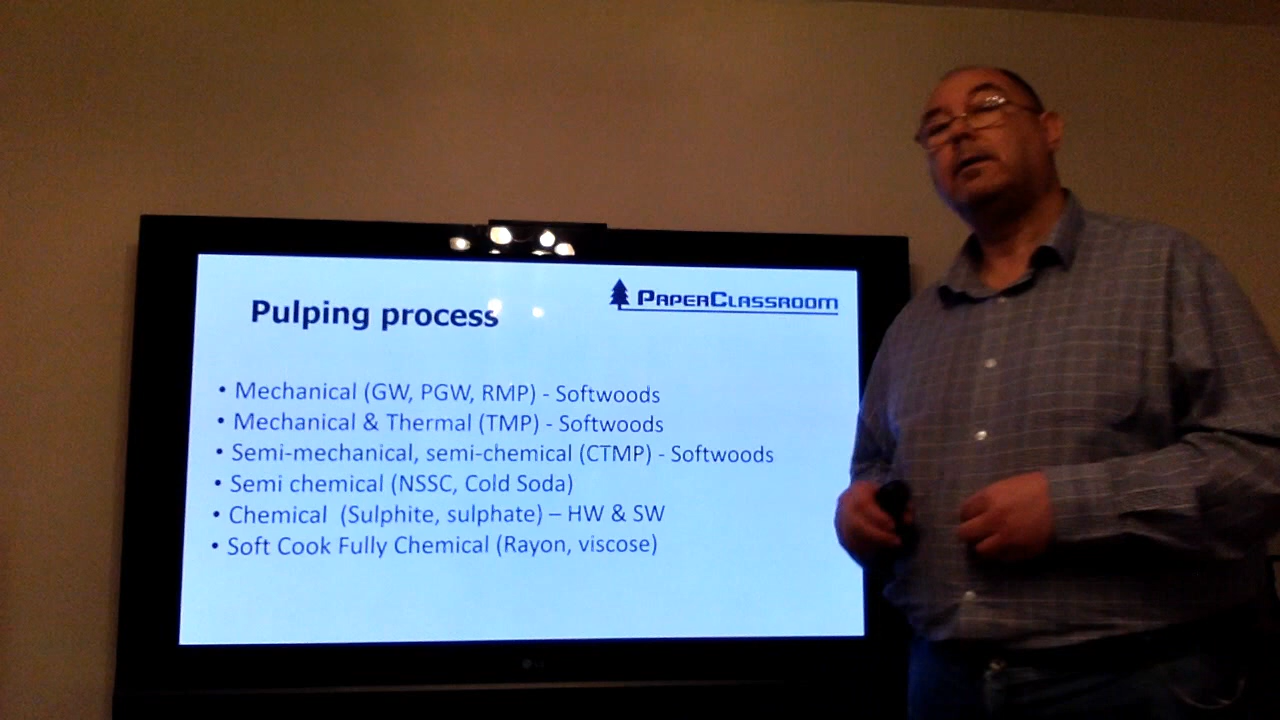 Pulping process
PAPERCLASSROOM
• Mechanical (GW, PGW, RMP) - Softwoods
• Mechanical & Thermal (TMP) - Softwoods
• Semi-mechanical, semi-chemical (CTMP) - Softwoods
• Semi chemical (NSSC, Cold Soda)
• Chemical (Sulphite, sulphate) – HW & SW
• Soft Cook Fully Chemical (Rayon, viscose)
LG